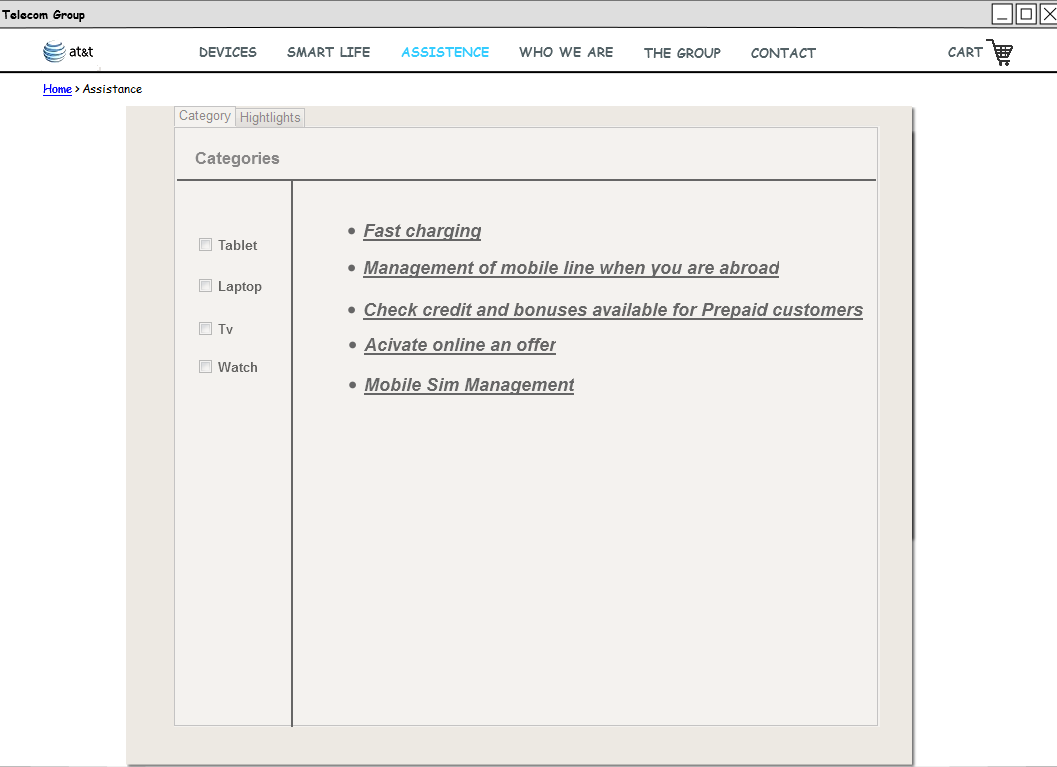 Telecom Group
at&t DEVICES SMART LIFE ASSISTENCE WHO WE ARE THE GROUP CONTACT CART
Home > Assistance
Category Hightlights
Categories
Tablet
Laptop
Tv
Watch
• Fast charging
• Management of mobile line when you are abroad
• Check credit and bonuses available for Prepaid customers
• Acivate online an offer
• Mobile Sim Management